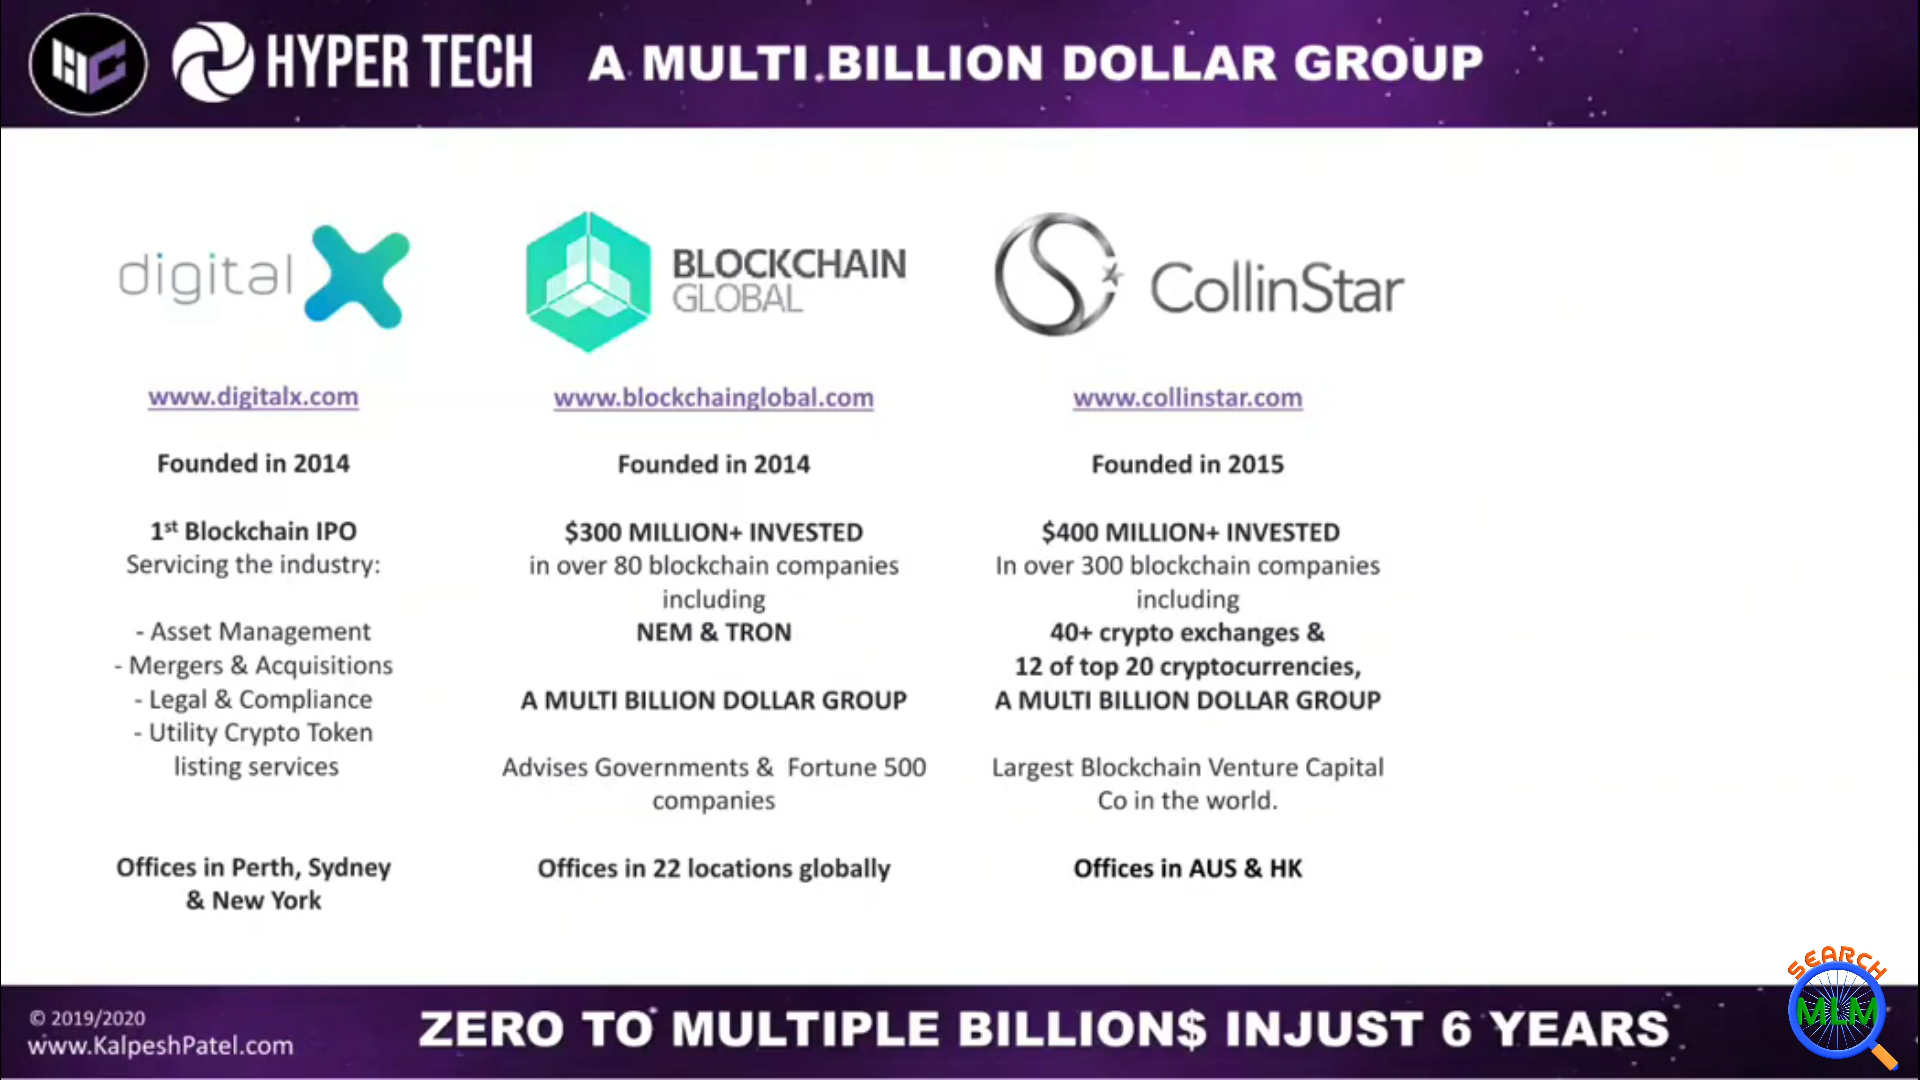 HC HYPER TECH A MULTI BILLION DOLLAR GROUP
digital X
BLOCKCHAIN
GLOBAL
CollinStar
www.digitalx.com
Founded in 2014
1st Blockchain IPO
Servicing the industry:
- Asset Management
- Mergers & Acquisitions
- Legal & Compliance
- Utility Crypto Token
listing services
Offices in Perth, Sydney
& New York
www.blockchainglobal.com
Founded in 2014
$300 MILLION+ INVESTED
in over 80 blockchain companies
including
NEM & TRON
A MULTI BILLION DOLLAR GROUP
Advises Governments & Fortune 500
companies
Offices in 22 locations globally
www.collinstar.com
Founded in 2015
$400 MILLION+ INVESTED
In over 300 blockchain companies
including
40+ crypto exchanges &
12 of top 20 cryptocurrencies,
A MULTI BILLION DOLLAR GROUP
Largest Blockchain Venture Capital
Co in the world.
Offices in AUS & HK
© 2019/2020
www.KalpeshPatel.com
ZERO TO MULTIPLE BILLION$ INJUST 6 YEARS
SEARCH
MLM